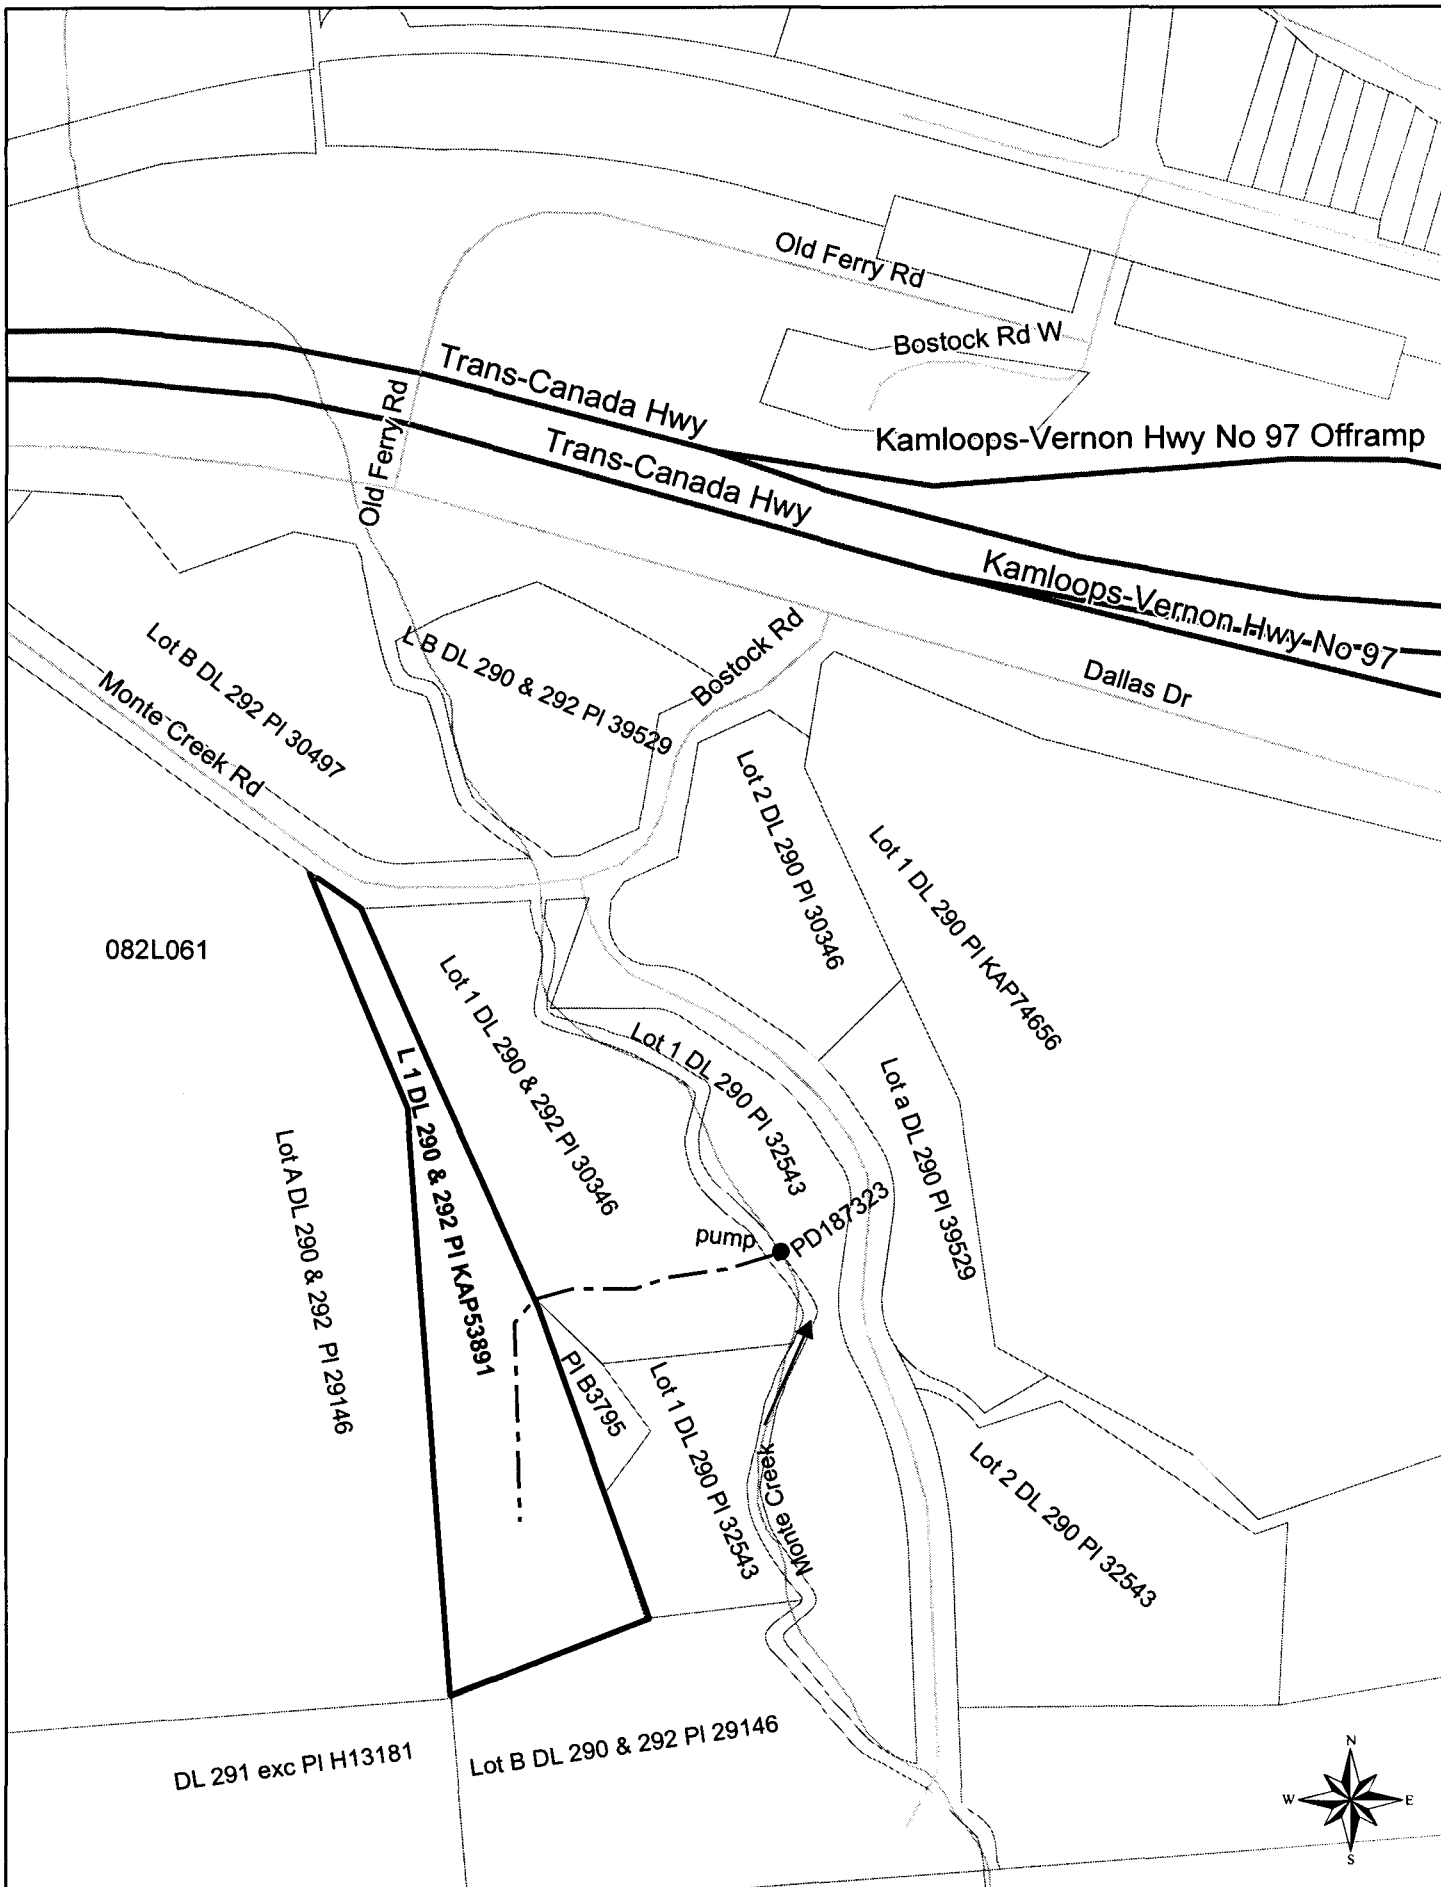 Old Ferry Rd
Bostock Rd W
Trans-Canada Hwy
Kamloops-Vernon Hwy No 97 Offramp
Old Ferry Rd
Trans-Canada Hwy
Kamloops-Vernon Hwy No 97
Bostock Rd
Dallas Dr
Lot B DL 292 Pl 30497
L B DL 290 & 292 Pl 39529
Monte Creek Rd
Lot 2 DL 290 Pl 30346
Lot 1 DL 290 Pl KAP74656
082L061
Lot 1 DL 290 & 292 Pl 30346
Lot 1 DL 290 Pl 32543
L 1 DL 290 & 292 Pl KAP53891
Lot a DL 290 Pl 39529
Lot A DL 290 & 292 Pl 29146
pump
PD187323
Pl B3795
Lot 1 DL 290 Pl 32543
Monte Creek
Lot 2 DL 290 Pl 32543
DL 291 exc Pl H13181
Lot B DL 290 & 292 Pl 29146
N
W
E
S